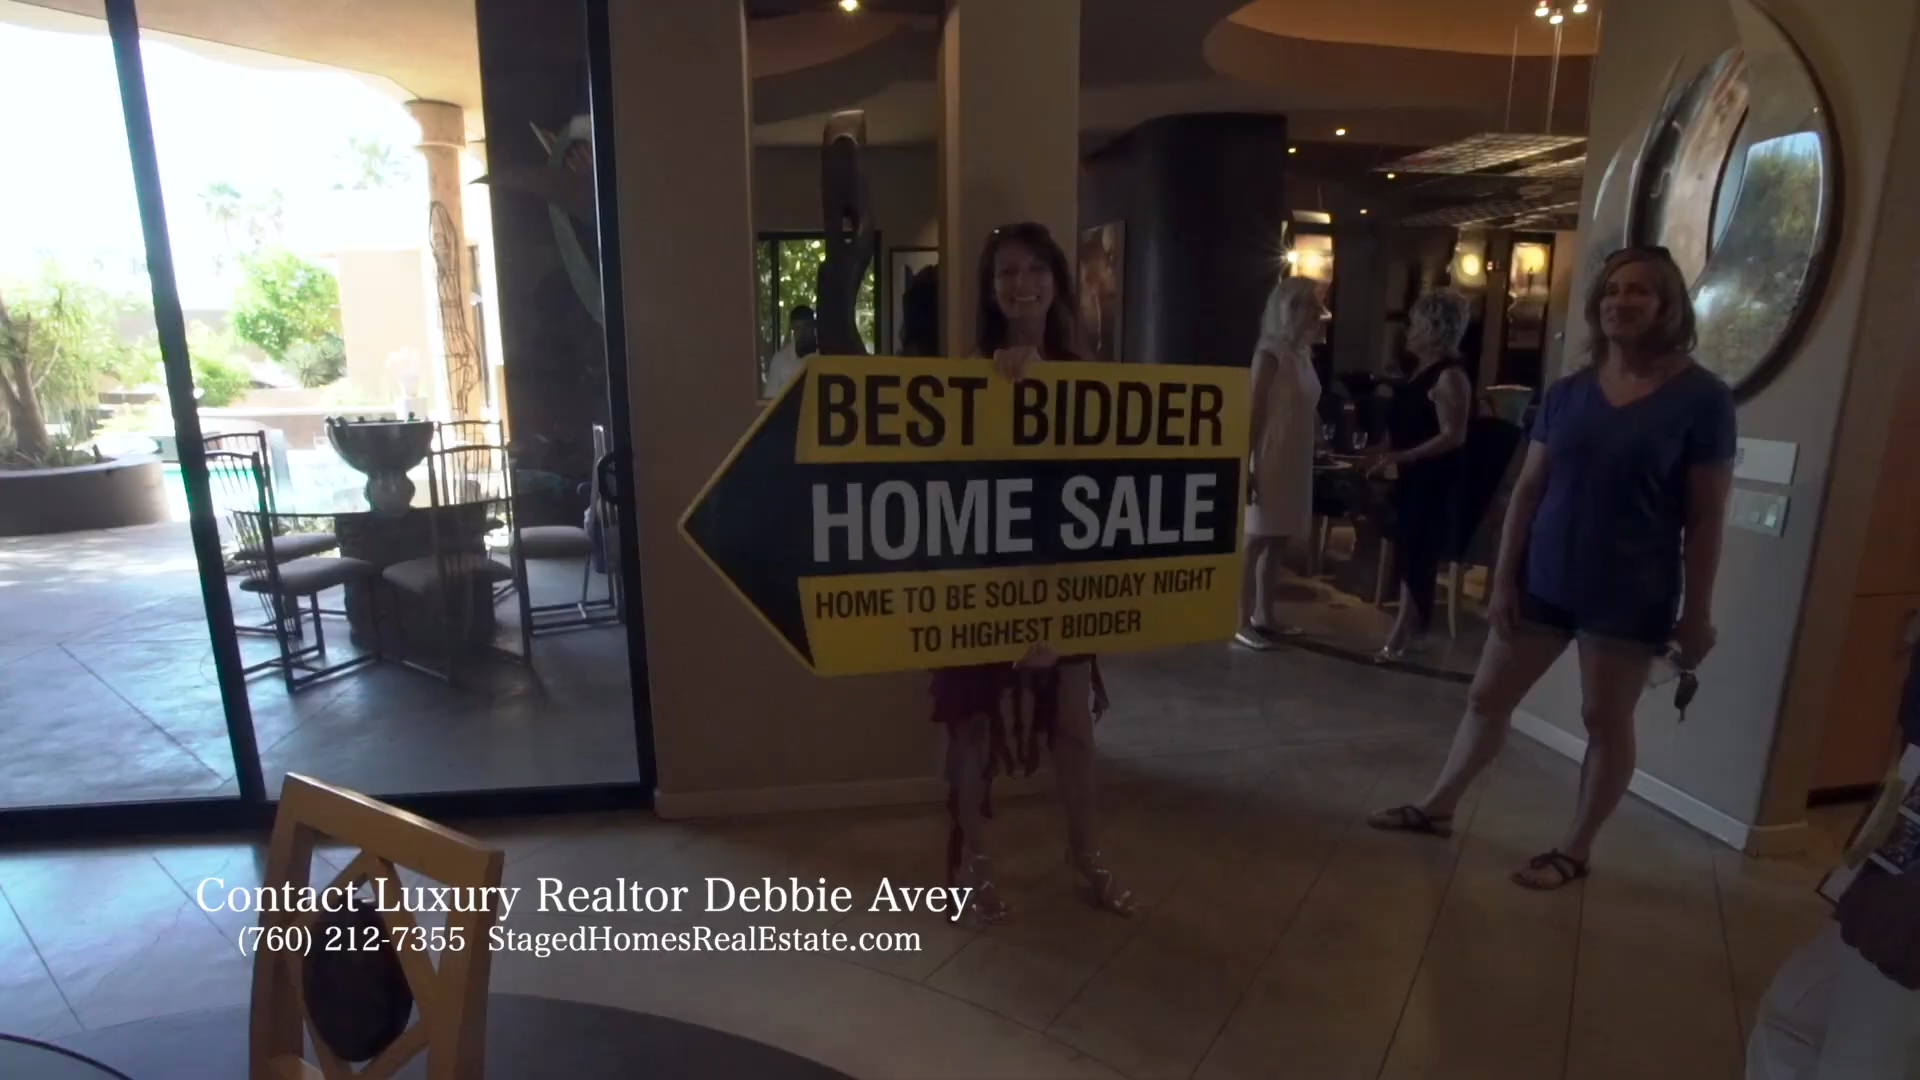 BEST BIDDER
HOME SALE
HOME TO BE SOLD SUNDAY NIGHT
TO HIGHEST BIDDER
Contact Luxury Realtor Debbie Avey
(760) 212-7355 StagedHomesRealEstate.com